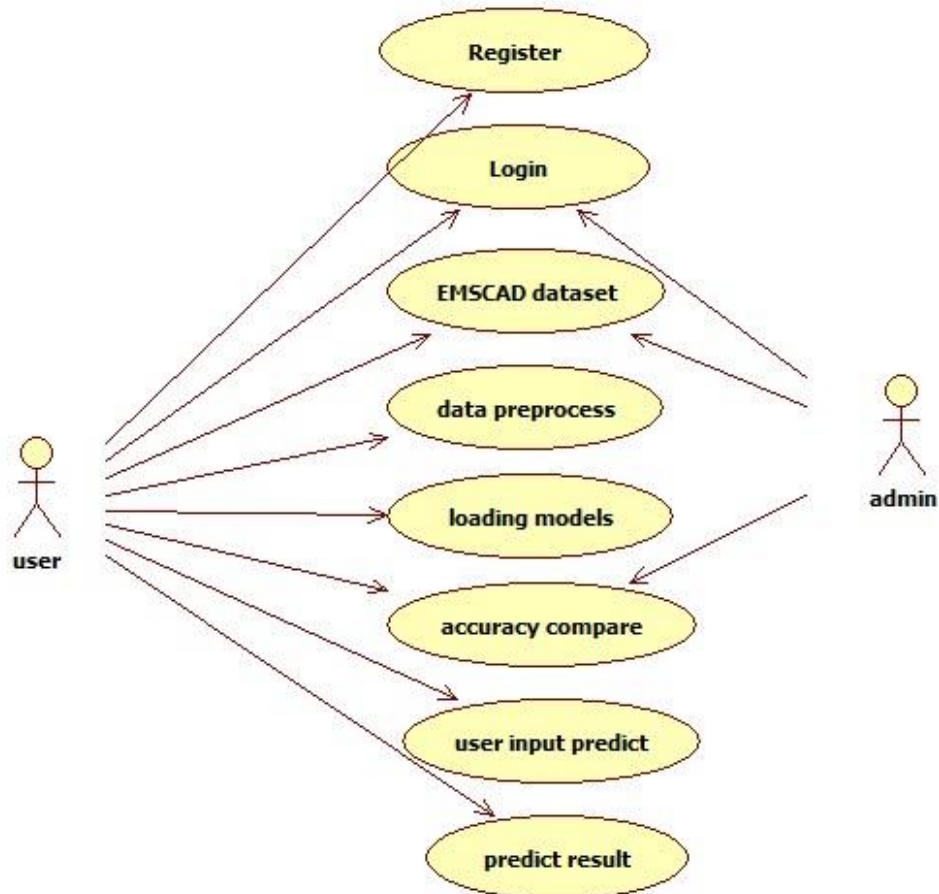 Register
Login
EMSCAD dataset
data preprocess
loading models
accuracy compare
user input predict
predict result
user
admin